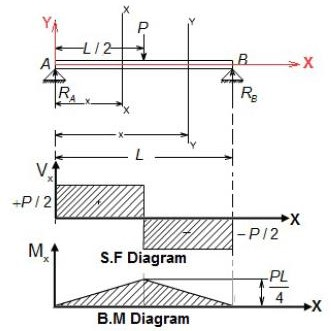 Y X Y P
L/2
A B X
R_A X R_B
x
x Y
L
V_x
+P/2 + X
− −P/2
S.F Diagram
M_x
PL/4
X
B.M Diagram